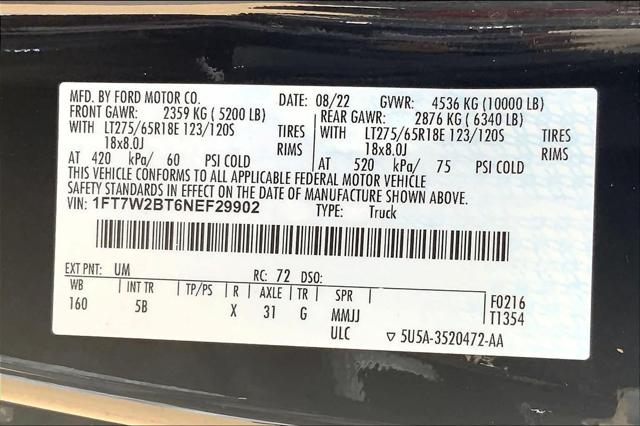 MFD. BY FORD MOTOR CO. DATE: 08/22 GVWR: 4536 KG (10000 LB)
FRONT GAWR: 2359 KG ( 5200 LB) REAR GAWR: 2876 KG ( 6340 LB)
WITH LT275/65R18E 123/120S TIRES WITH LT275/65R18E 123/120S TIRES
18x8.0J RIMS 18x8.0J RIMS
AT 420 kPa/ 60 PSI COLD AT 520 kPa/ 75 PSI COLD
THIS VEHICLE CONFORMS TO ALL APPLICABLE FEDERAL MOTOR VEHICLE
SAFETY STANDARDS IN EFFECT ON THE DATE OF MANUFACTURE SHOWN ABOVE.
VIN: 1FT7W2BT6NEF29902 TYPE: Truck
EXT PNT: UM RC: 72 DSO:
WB INT TR TP/PS R AXLE TR SPR F0216
160 5B X 31 G MMJJ T1354
ULC ▽ 5U5A-3520472-AA